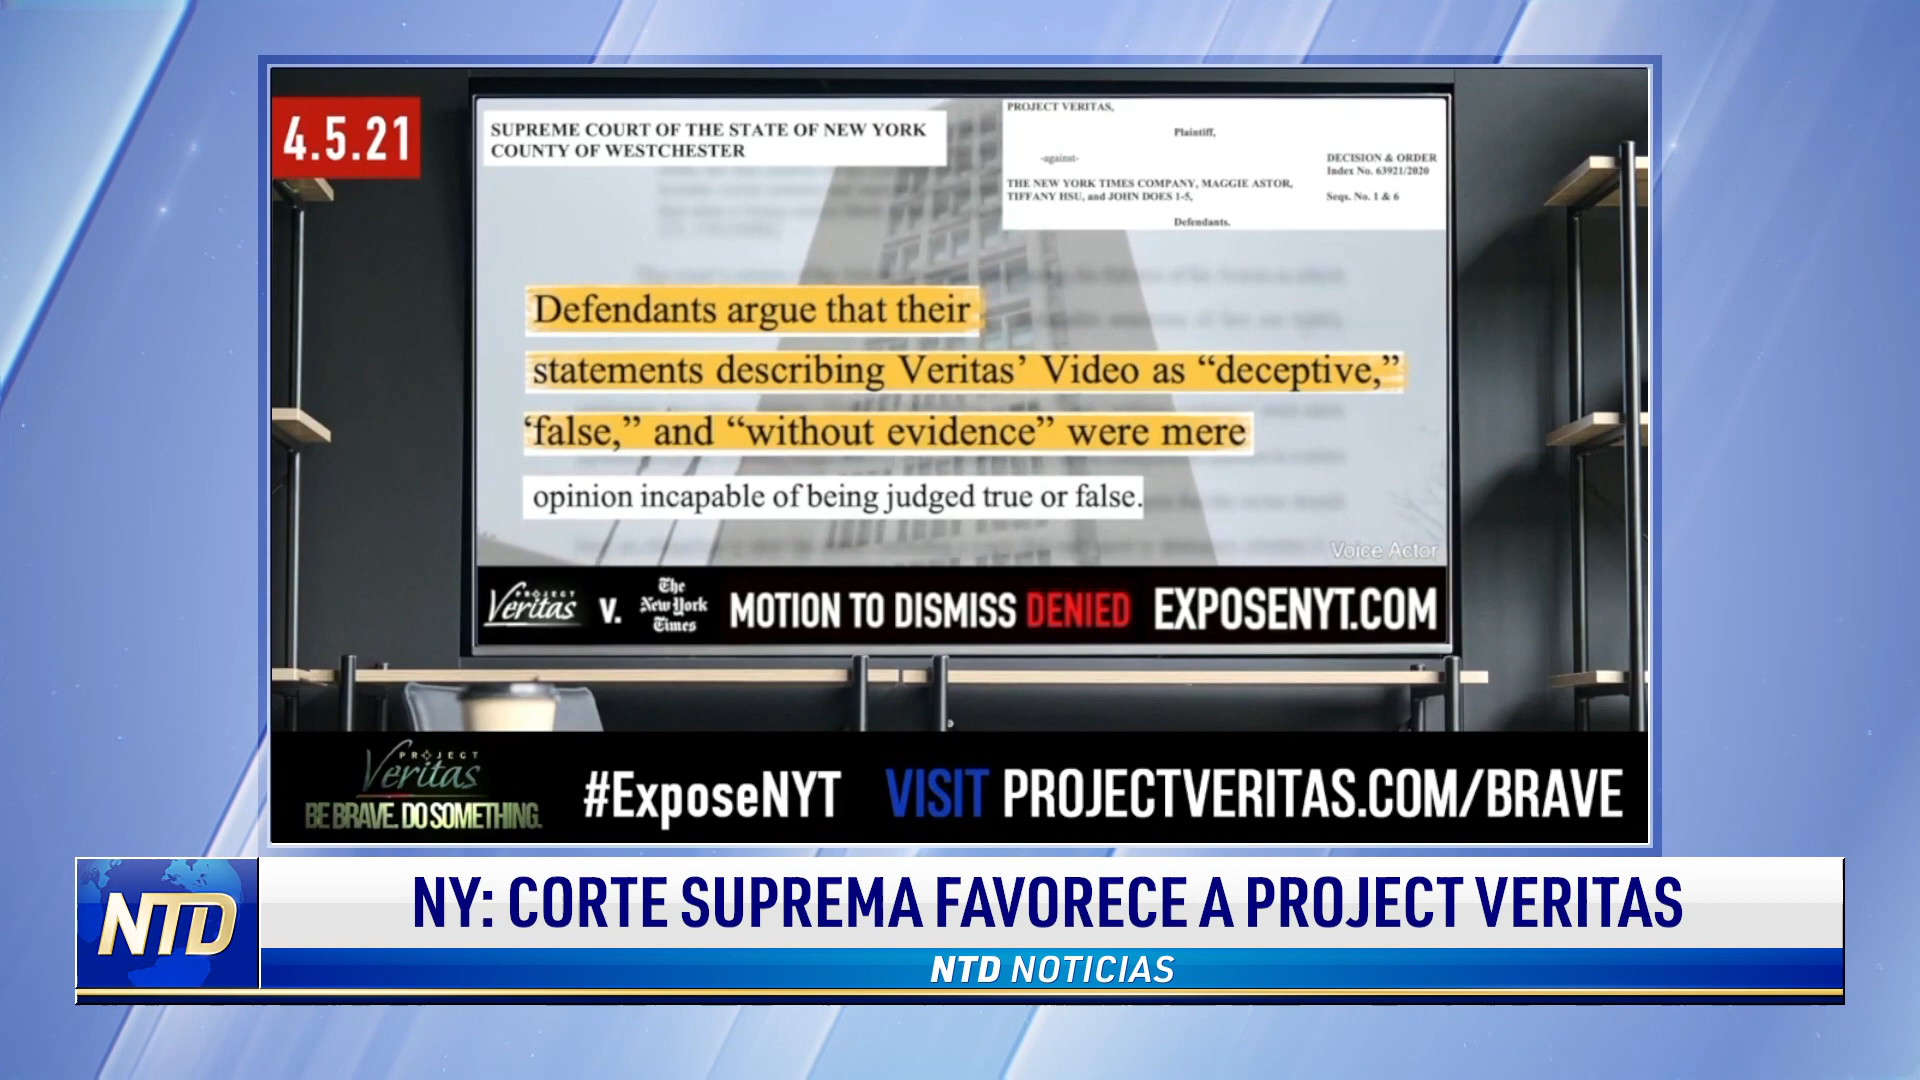 4.5.21
SUPREME COURT OF THE STATE OF NEW YORK
COUNTY OF WESTCHESTER
PROJECT VERITAS,
Plaintiff,
-against-
DECISION & ORDER
Index No. 63921/2020
THE NEW YORK TIMES COMPANY, MAGGIE ASTOR,
TIFFANY HSU, and JOHN DOES 1-5,
Seqs. No. 1 & 6
Defendants.
Defendants argue that their
statements describing Veritas’ Video as “deceptive,”
“false,” and “without evidence” were mere
opinion incapable of being judged true or false.
Voice Actor
PROJECT Veritas V. The New York Times MOTION TO DISMISS DENIED EXPOSENYT.COM
PROJECT
Veritas
BE BRAVE. DO SOMETHING.
#ExposeNYT VISIT PROJECTVERITAS.COM/BRAVE
NTD
NY: CORTE SUPREMA FAVORECE A PROJECT VERITAS
NTD NOTICIAS